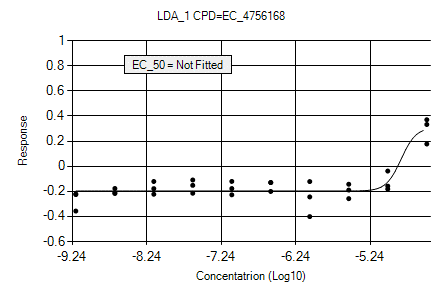 LDA_1 CPD=EC_4756168
EC_50 = Not Fitted
1
0.8
0.6
0.4
0.2
0
-0.2
-0.4
-0.6
Response
-9.24 -8.24 -7.24 -6.24 -5.24
Concentatrion (Log10)